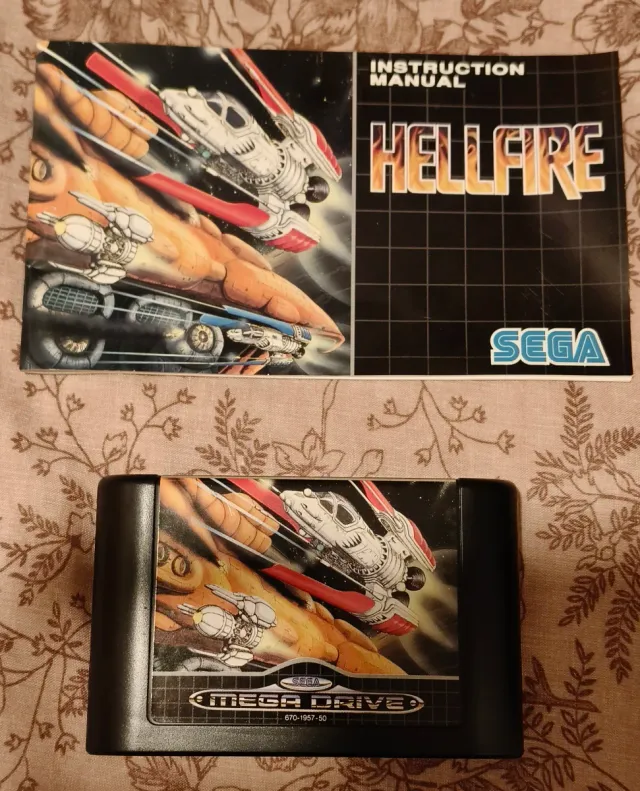 INSTRUCTION
MANUAL
HELLFIRE
SEGA
SEGA
MEGA DRIVE
670-1957-50